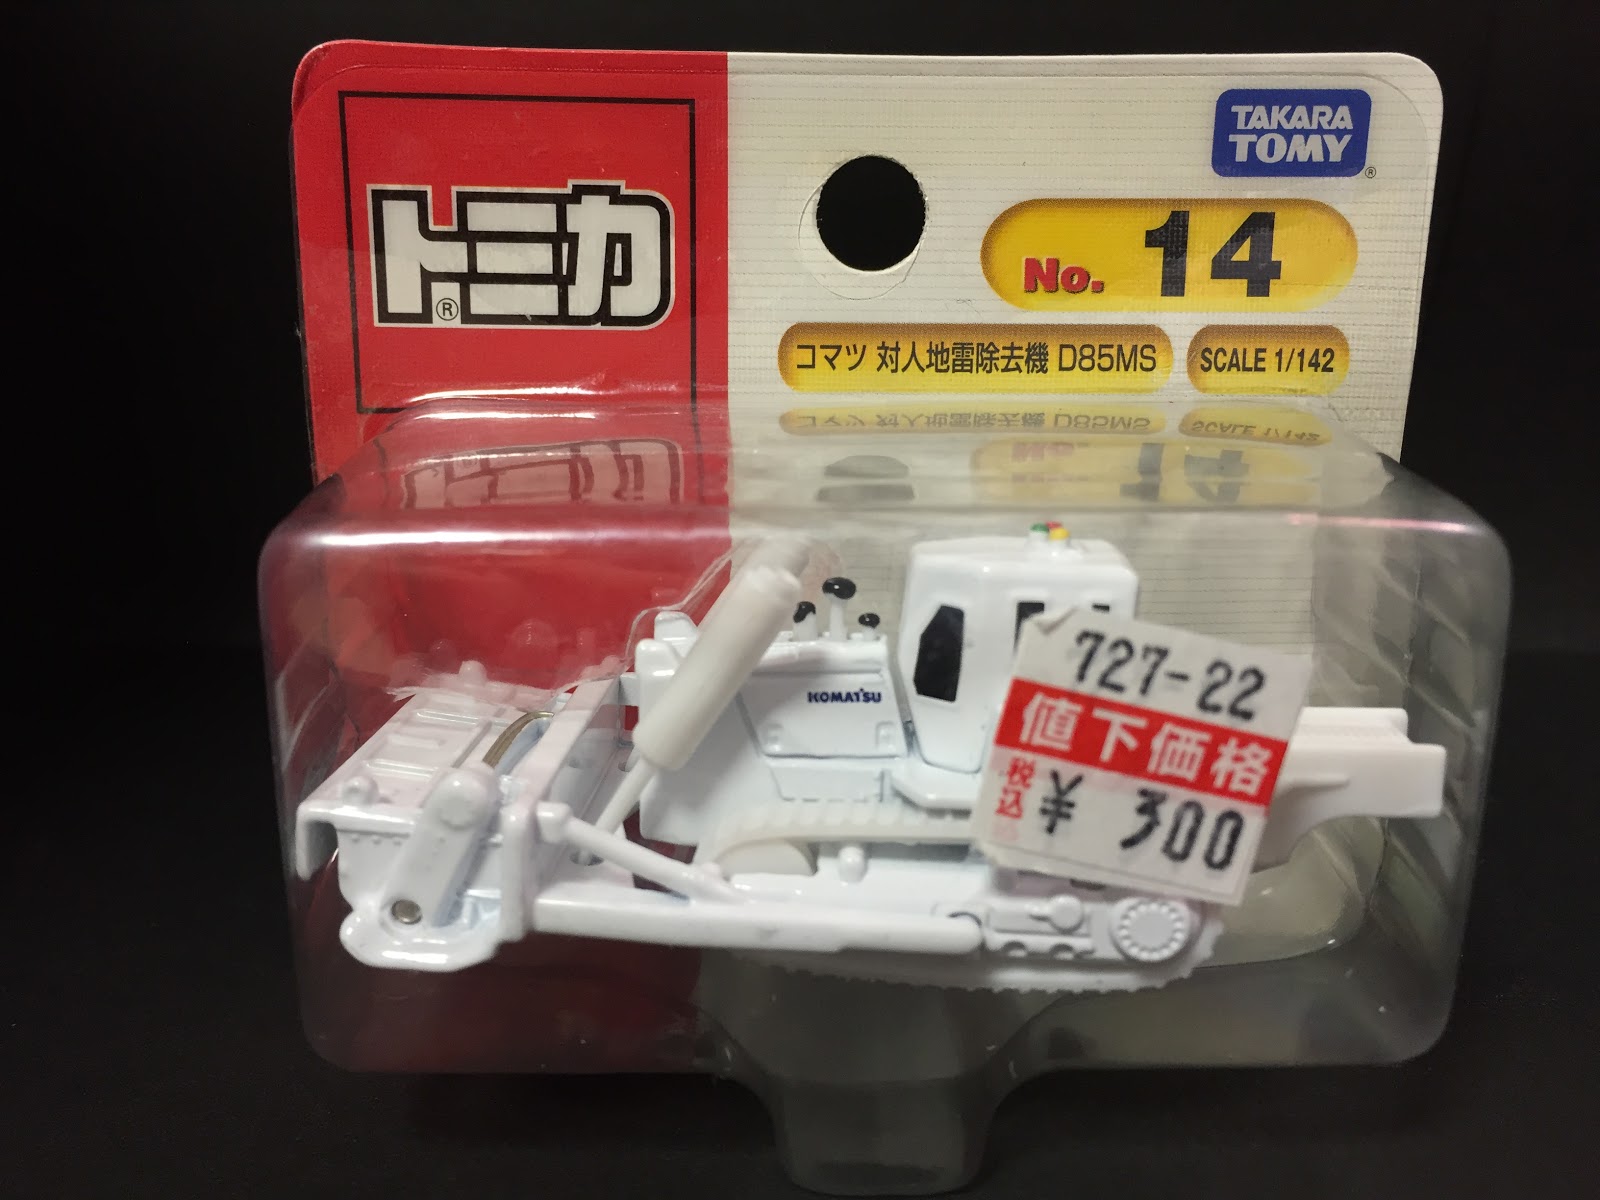 トミカ®
TAKARA
TOMY®
No. 14
コマツ 対人地雷除去機 D85MS
SCALE 1/142
KOMATSU
727-22
値下価格
税込
¥ 300